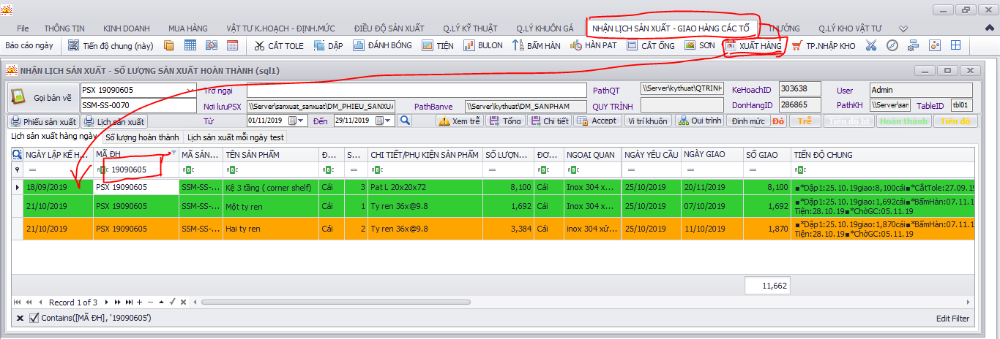 File THÔNG TIN KINH DOANH MUA HÀNG VẬT TƯ K.HOẠCH - ĐỊNH.MỨC ĐIỀU ĐỘ SẢN XUẤT Q.LÝ KỸ THUẬT Q.LÝ KHUÔN GÁ NHẬN LỊCH SẢN XUẤT - GIAO HÀNG CÁC TỔ THƯỞNG Q.LÝ KHO VẬT TƯ
Báo cáo ngày Tiến độ chung (này) CẮT TOLE DẬP ĐÁNH BÓNG TIỆN BULON BẤM HÀN HÀN PAT CẮT ỐNG SƠN XUẤT HÀNG TP.NHẬP KHO
NHẬN LỊCH SẢN XUẤT - SỐ LƯỢNG SẢN XUẤT HOÀN THÀNH (sql1)
Gọi bản vẽ PSX 19090605 Trở ngại PathQT \\Server\kythuat\QTRINH KeHoachID 303638 User Admin
SSM-SS-0070 Nơi lưuPSX \\Server\sanxuat_sanxuat\DM_PHIEU_SANXUA PathBanve \\Server\kythuat\DM_SANPHAM QUY TRÌNH DonHangID 286865 PathKH \\Server\san TableID tbl01
Phiếu sản xuất Lịch sản xuất Từ 01/11/2019 Đến 29/11/2019 Xem trễ Tổng Chi tiết Accept Vị trí khuôn Qui trình Định mức Đỏ Trễ Tiến độ bt Hoàn thành Tiến độ
Lịch sản xuất hàng ngày Số lượng hoàn thành Lịch sản xuất mỗi ngày test
NGÀY LẬP KẾ H... MÃ ĐH MÃ SẢN... TÊN SẢN PHẨM Đ... S... CHI TIẾT/PHỤ KIỆN SẢN PHẨM SỐ LƯỢN... ĐƠ... NGOẠI QUAN NGÀY YÊU CẦU NGÀY GIAO SỐ GIAO TIẾN ĐỘ CHUNG
= 19090605 = = = = =
18/09/2019 PSX 19090605 SSM-SS-... Kệ 3 tầng ( corner shelf) Cái 3 Pat L 20x20x72 8,100 Cái Inox 304 x... 25/10/2019 20/11/2019 8,100 ■*Dập1:25.10.19giao:8,100cái■*CắtTole:27.09.19
21/10/2019 PSX 19090605 SSM-SS-... Một ty ren Cái 1 Ty ren 36x@9.8 1,692 Cái Inox 304 x... 25/10/2019 07/10/2019 1,692 ■*Dập1:25.10.19giao:1,692cái■*BấmHàn:07.11.1
Tiện:28.10.19■*ChờGC:05.11.19
21/10/2019 PSX 19090605 SSM-SS-... Hai ty ren Cái 2 Ty ren 36x@9.8 3,384 Cái inox 304 xử... 25/10/2019 11/10/2019 1,870 ■*Dập1:25.10.19giao:1,870cái■*BấmHàn:07.11.1
Tiện:28.10.19■*ChờGC:05.11.19
11,662
Record 1 of 3
Contains([MÃ ĐH], '19090605') Edit Filter